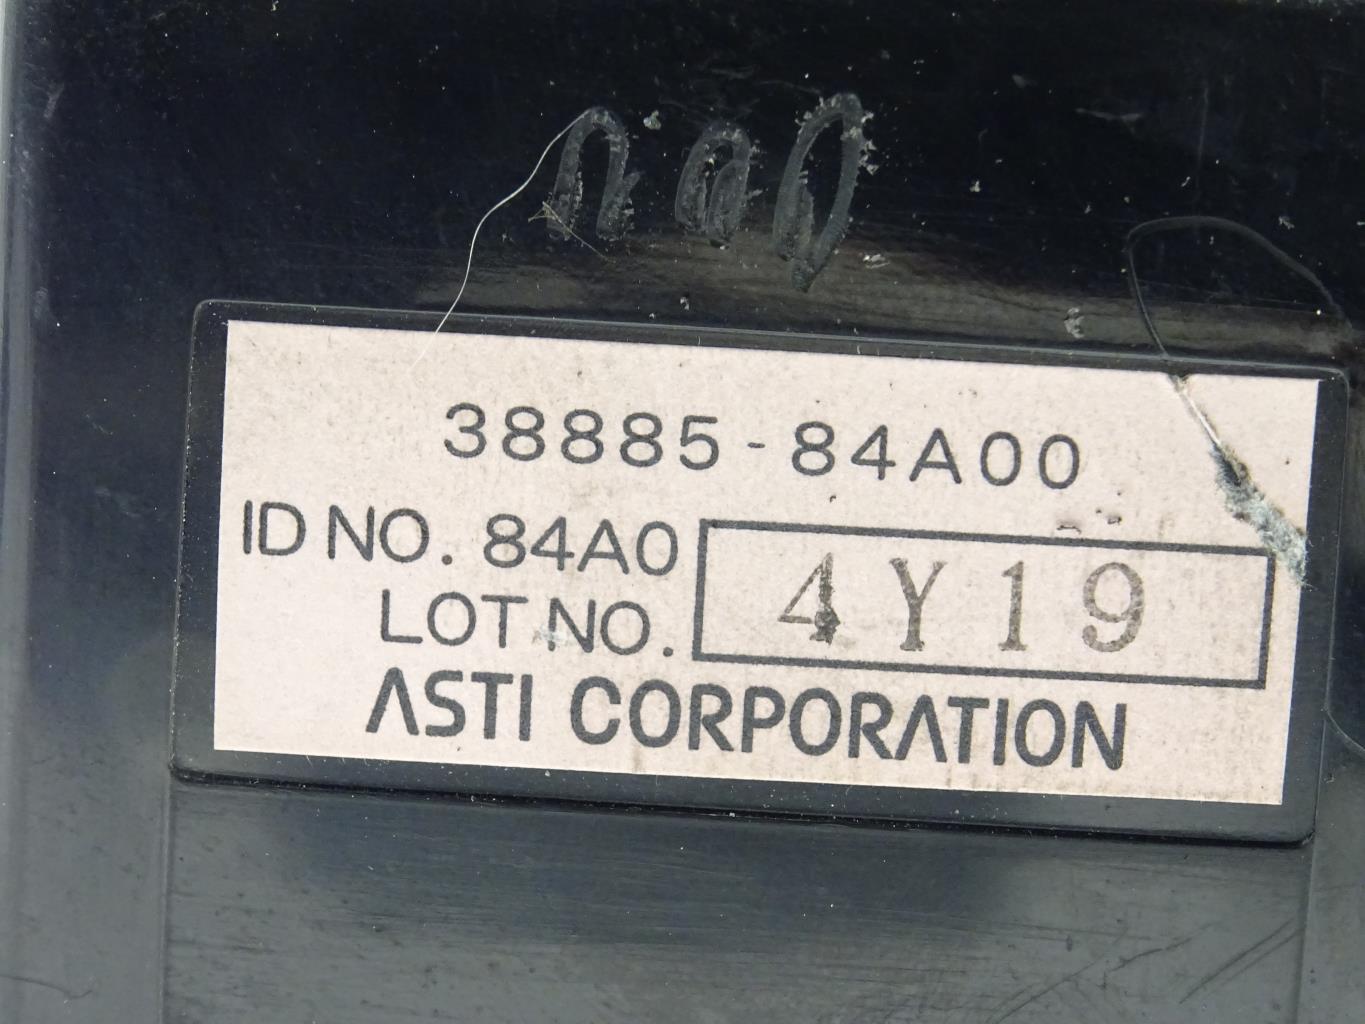 38885-84A00
ID NO. 84A0
LOT NO. 4Y19
ASTI CORPORATION